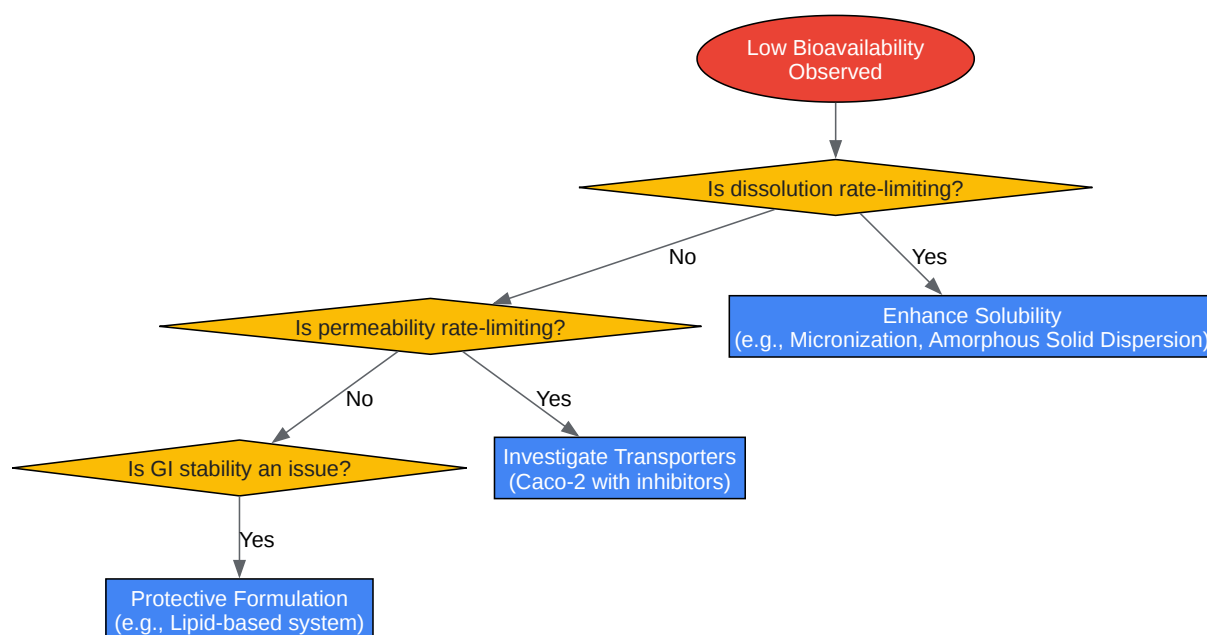 Low Bioavailability
Observed
Is dissolution rate-limiting?
No
Yes
Is permeability rate-limiting?
Enhance Solubility
(e.g., Micronization, Amorphous Solid Dispersion)
No
Yes
Is GI stability an issue?
Investigate Transporters
(Caco-2 with inhibitors)
Yes
Protective Formulation
(e.g., Lipid-based system)